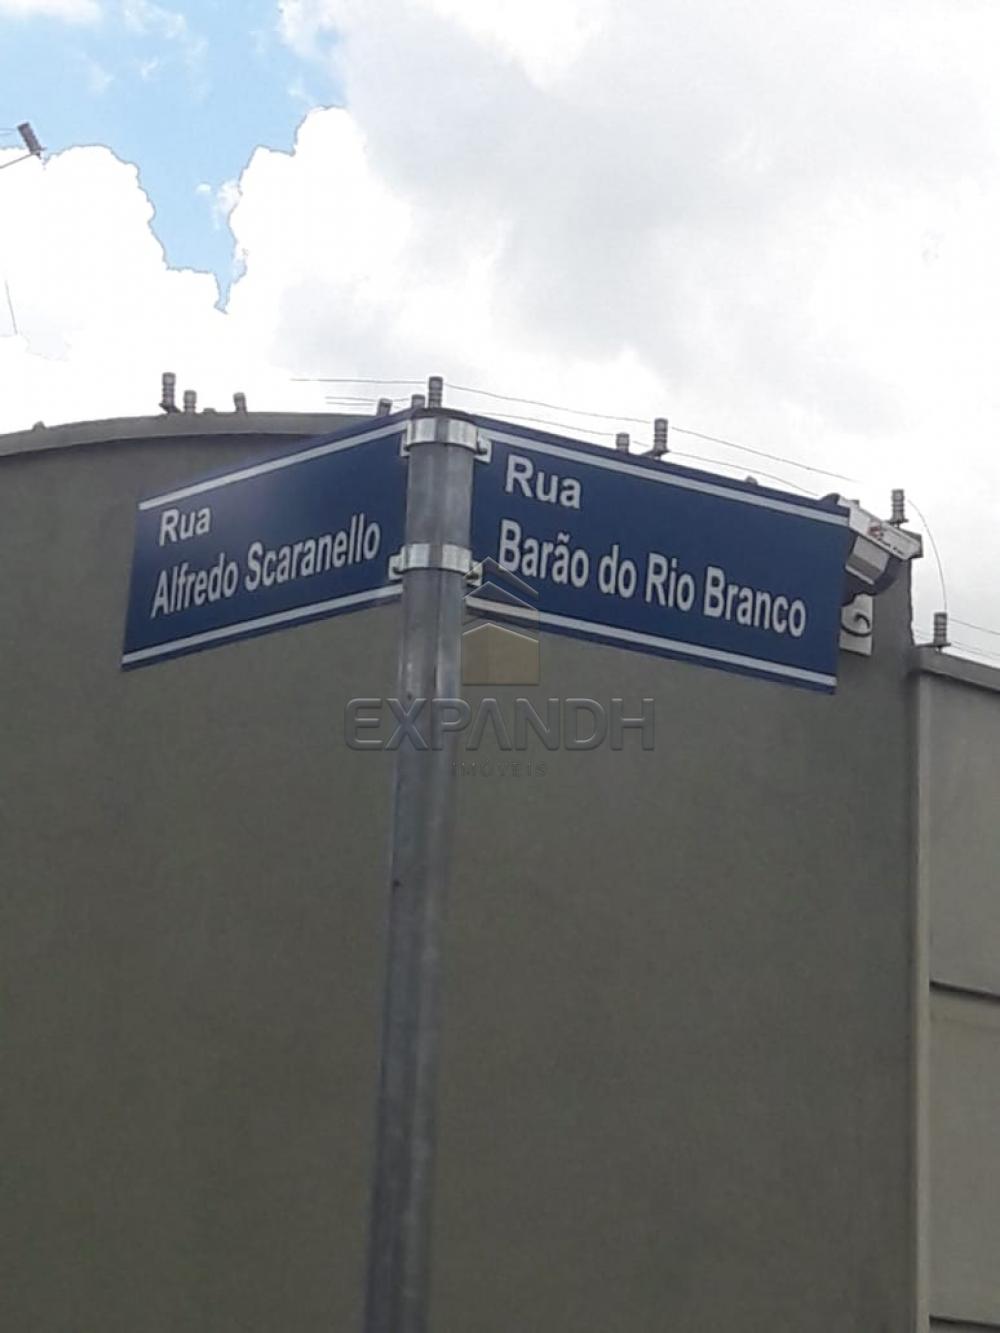 Rua
Alfredo Scaranello
Rua
Barão do Rio Branco
EXPANDH
IMÓVEIS